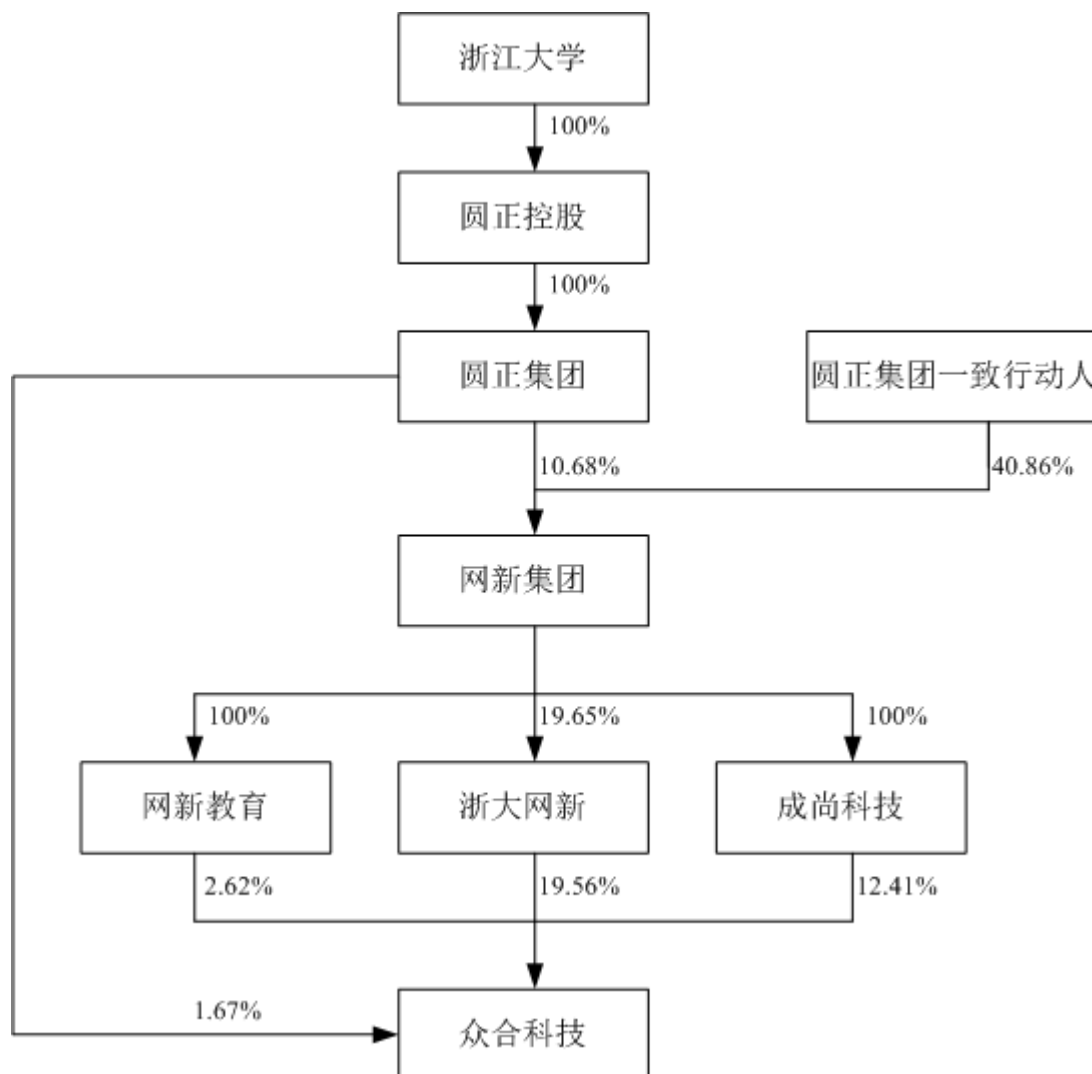 浙江大学
100%
圆正控股
100%
圆正集团
圆正集团一致行动人
10.68%
40.86%
网新集团
100%
19.65%
100%
网新教育
浙大网新
成尚科技
2.62%
19.56%
12.41%
1.67%
众合科技